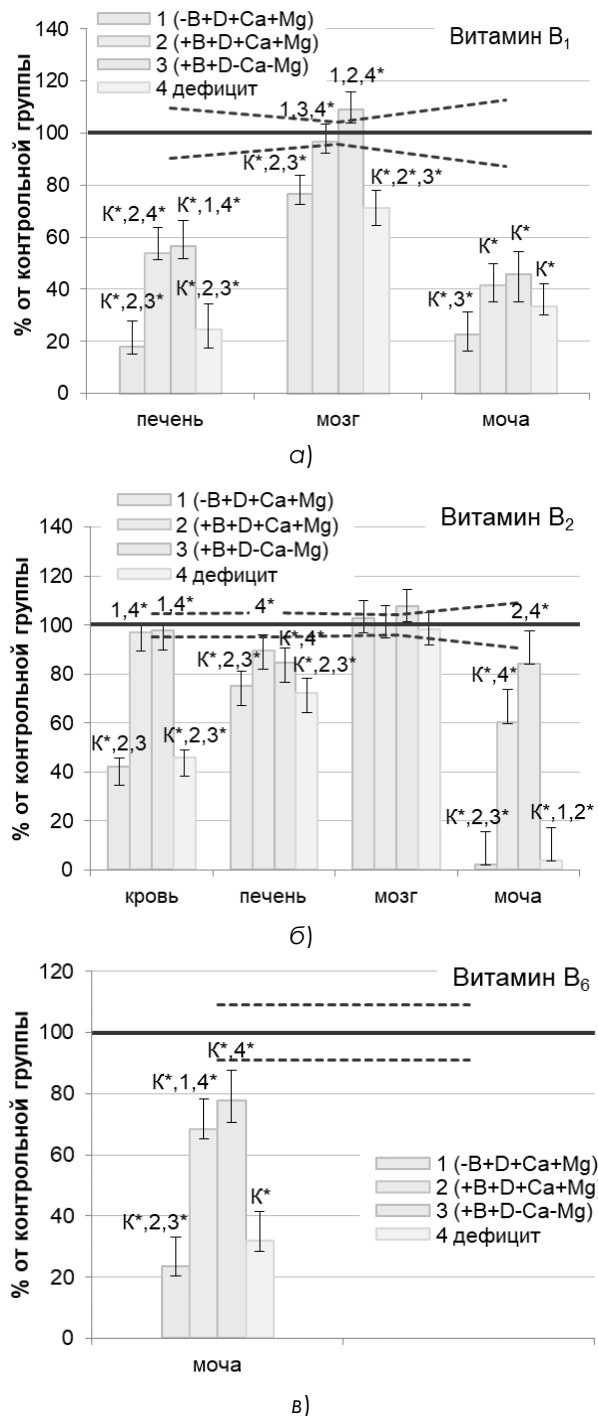 1 (-B+D+Ca+Mg)
2 (+B+D+Ca+Mg)
3 (+B+D-Ca-Mg)
4 дефицит
Витамин B1
% от контрольной группы
140
120
100
80
60
40
20
0
К*,2,3*
К*,2,4*
К*,1,4*
К*,2,3*
К*,2,3*
1,3,4*
1,2,4*
К*,2*,3*
К*,3*
К*
К*
К*
печень
мозг
моча
а)
1 (-B+D+Ca+Mg)
2 (+B+D+Ca+Mg)
3 (+B+D-Ca-Mg)
4 дефицит
Витамин B2
% от контрольной группы
140
120
100
80
60
40
20
0
К*,2,3
1,4*
1,4*
К*,2,3*
К*,2,3*
4*
К*,4*
К*,2,3*
К*,2,3*
К*,4*
2,4*
К*,1,2*
кровь
печень
мозг
моча
б)
Витамин B6
% от контрольной группы
120
100
80
60
40
20
0
К*,2,3*
К*,1,4*
К*,4*
К*
1 (-B+D+Ca+Mg)
2 (+B+D+Ca+Mg)
3 (+B+D-Ca-Mg)
4 дефицит
моча
в)